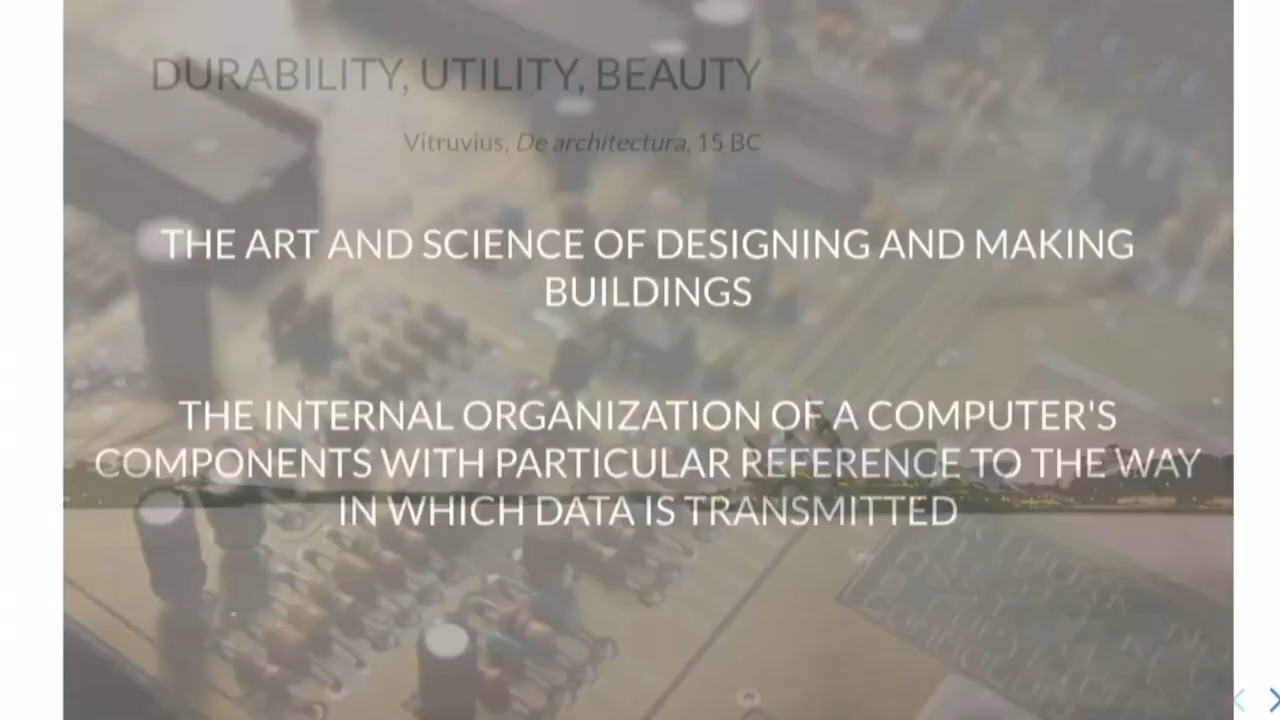 DURABILITY, UTILITY, BEAUTY
Vitruvius, De architectura, 15 BC
THE ART AND SCIENCE OF DESIGNING AND MAKING
BUILDINGS
THE INTERNAL ORGANIZATION OF A COMPUTER'S
COMPONENTS WITH PARTICULAR REFERENCE TO THE WAY
IN WHICH DATA IS TRANSMITTED